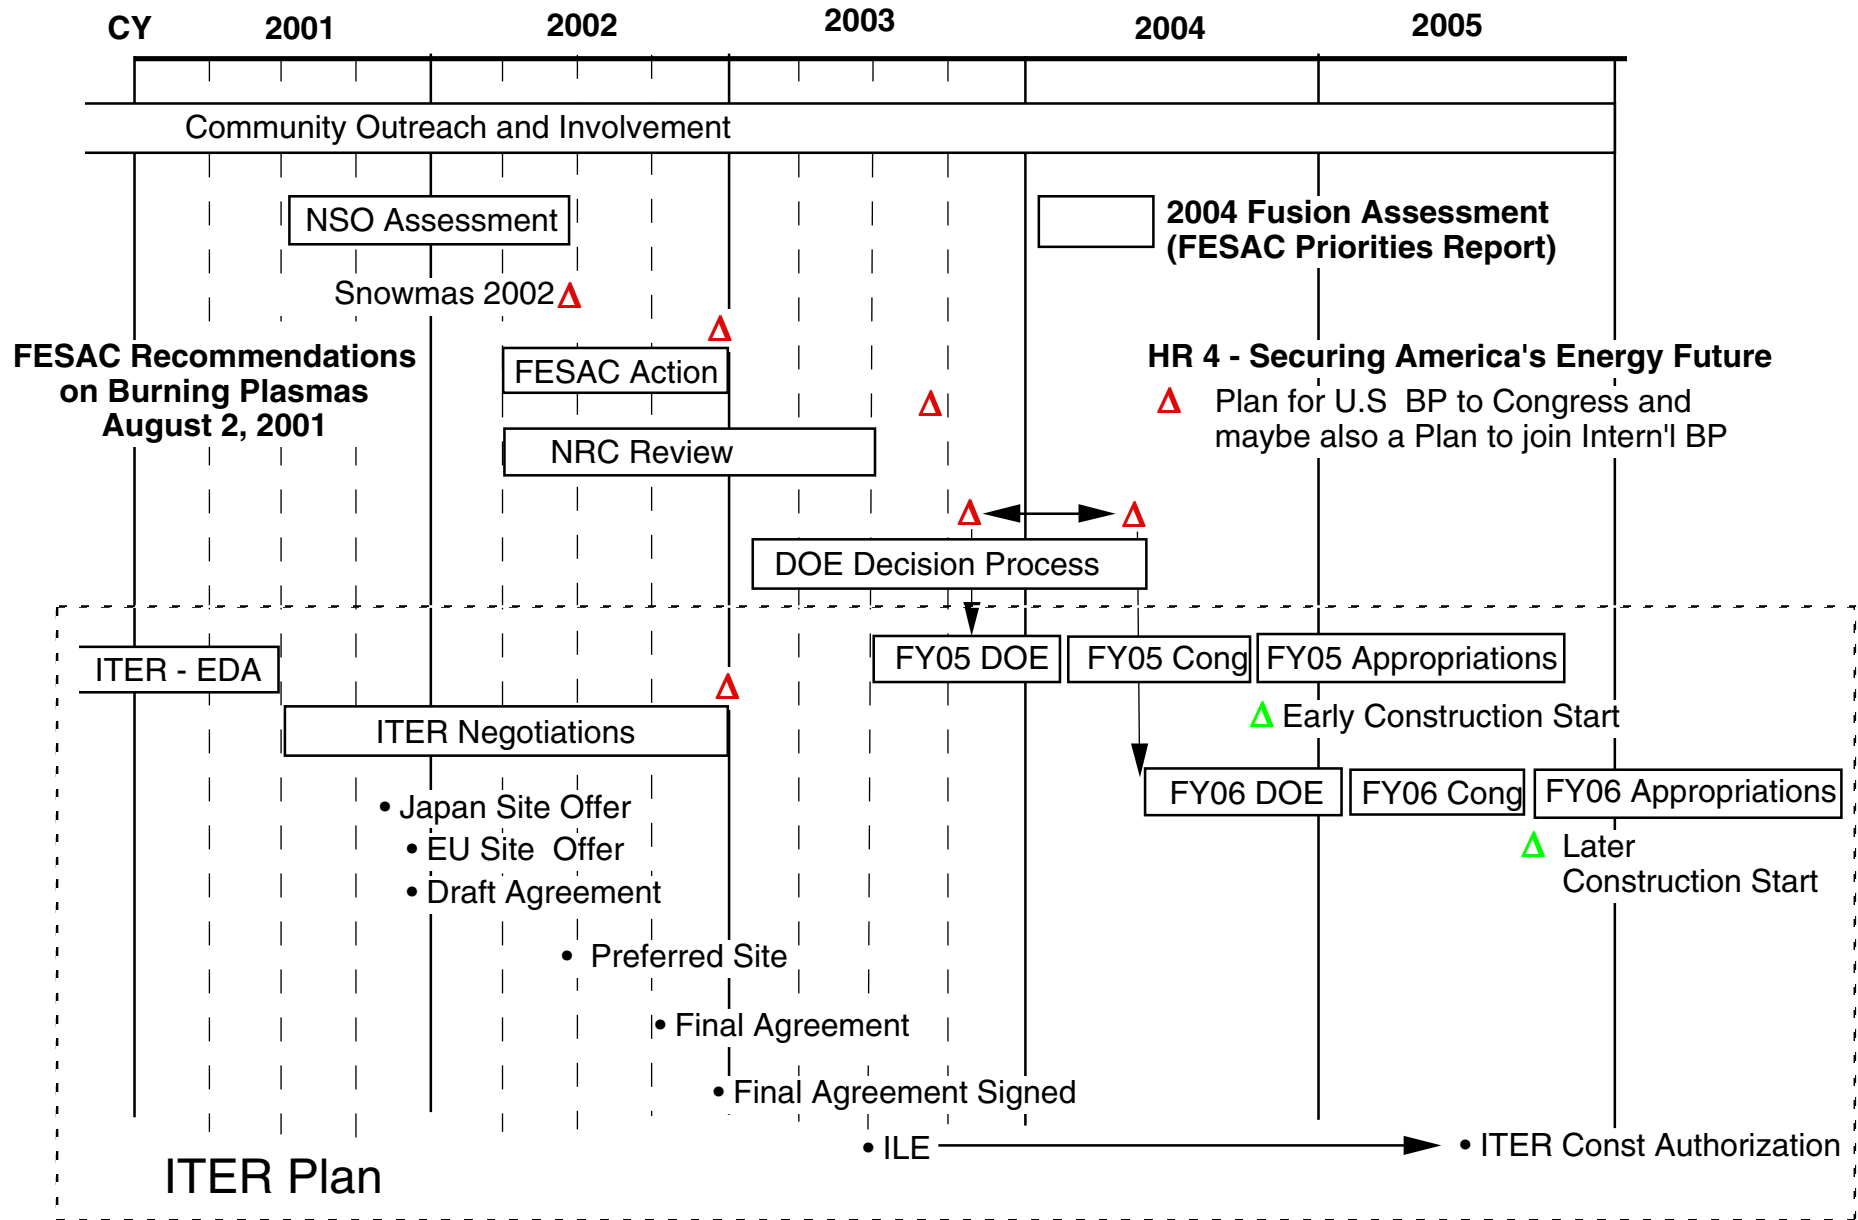 CY 2001 2002 2003 2004 2005
Community Outreach and Involvement
NSO Assessment
2004 Fusion Assessment
(FESAC Priorities Report)
Snowmas 2002
FESAC Recommendations
on Burning Plasmas
August 2, 2001
FESAC Action
HR 4 - Securing America's Energy Future
Plan for U.S BP to Congress and
maybe also a Plan to join Intern'l BP
NRC Review
DOE Decision Process
ITER - EDA
FY05 DOE
FY05 Cong
FY05 Appropriations
ITER Negotiations
Early Construction Start
FY06 DOE
FY06 Cong
FY06 Appropriations
• Japan Site Offer
• EU Site Offer
• Draft Agreement
Later
Construction Start
• Preferred Site
• Final Agreement
• Final Agreement Signed
• ILE
• ITER Const Authorization
ITER Plan